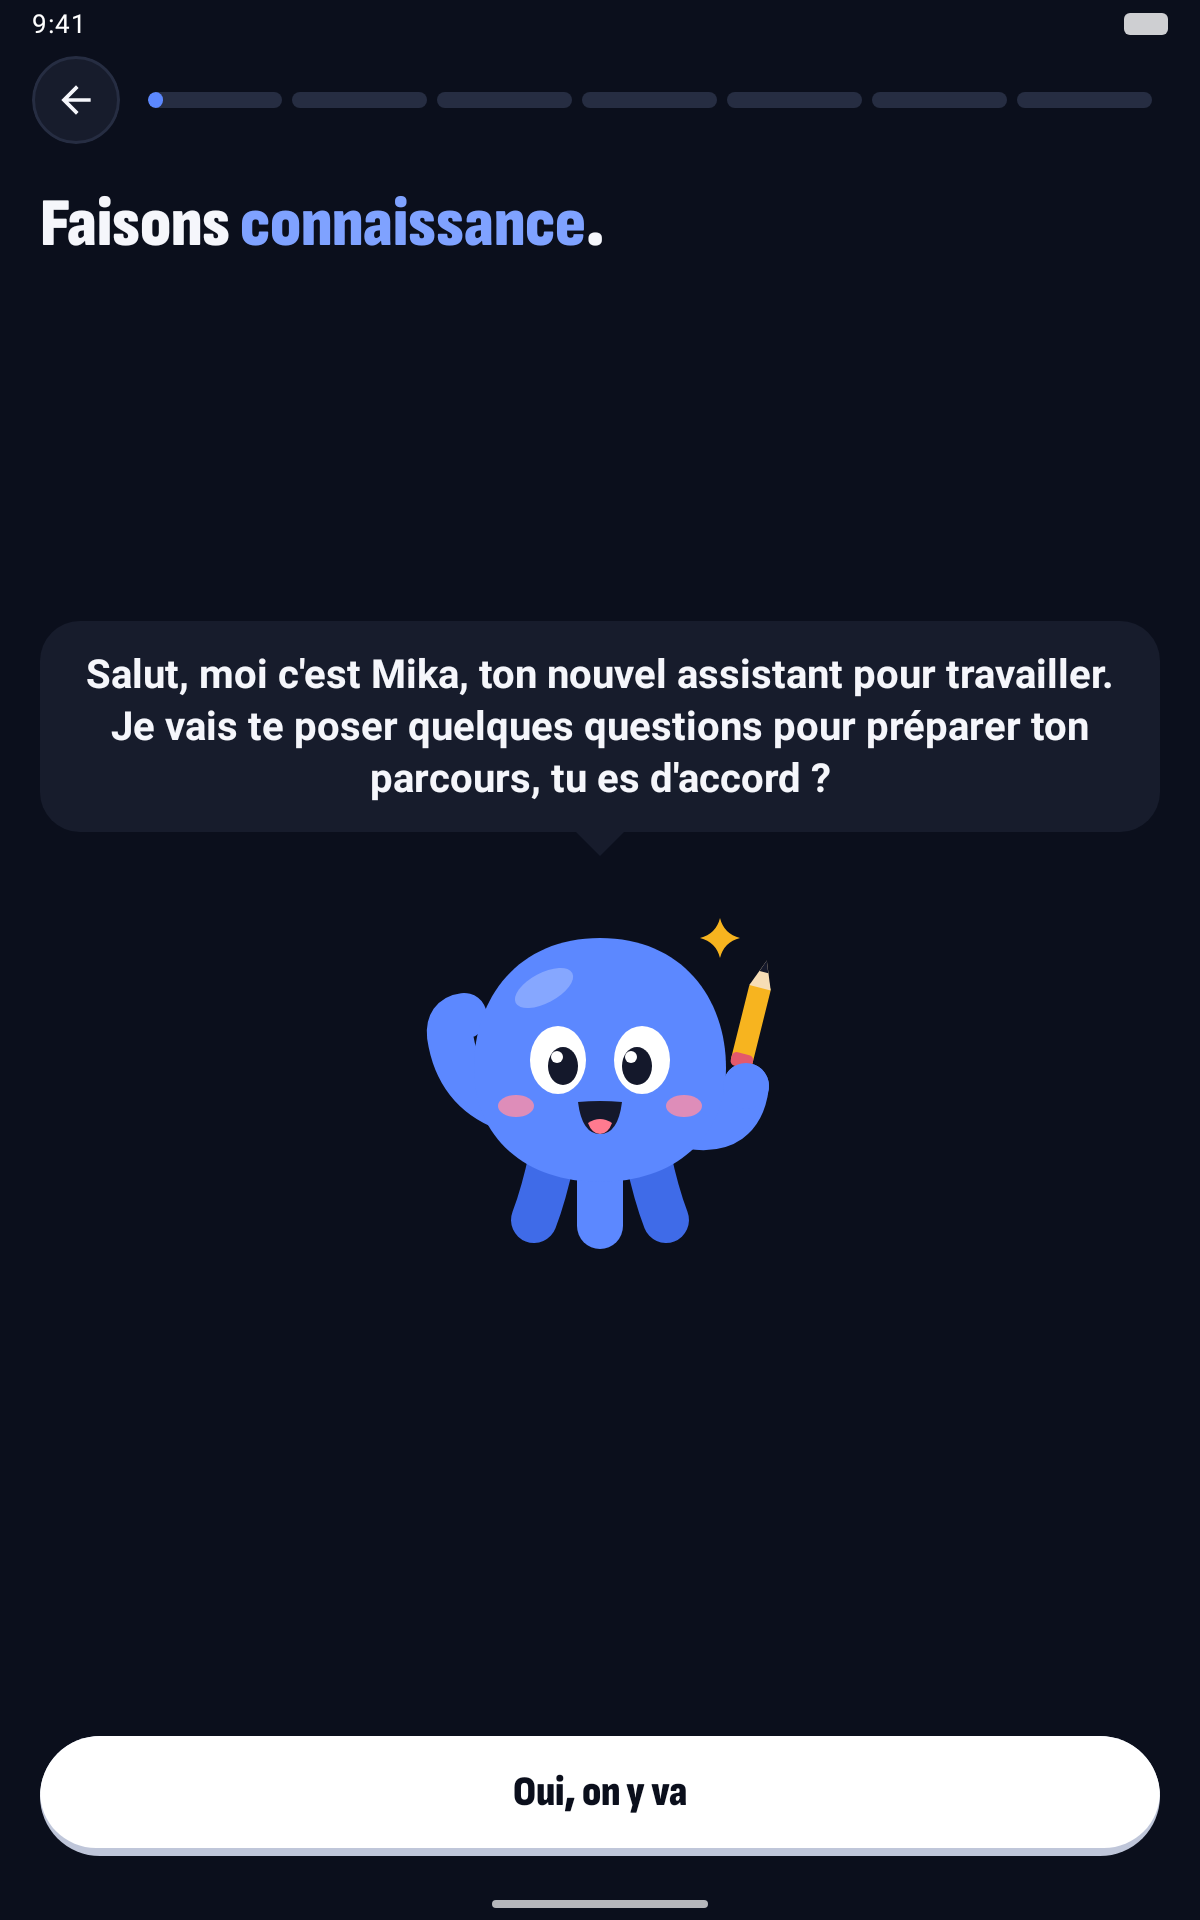 9:41
Faisons connaissance.
Salut, moi c'est Mika, ton nouvel assistant pour travailler.
Je vais te poser quelques questions pour préparer ton
parcours, tu es d'accord ?
Oui, on y va